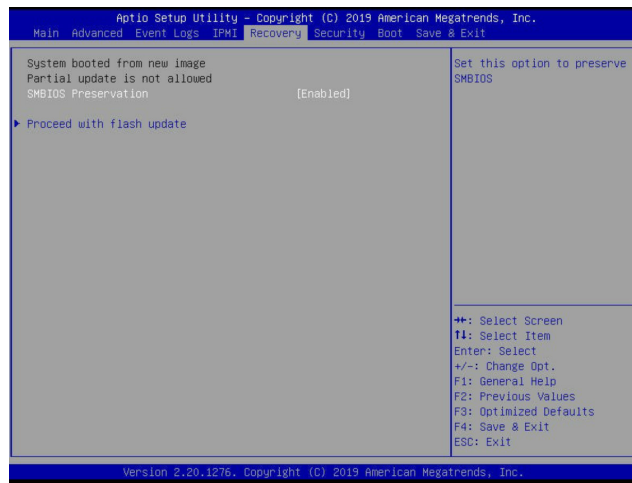 Aptio Setup Utility – Copyright (C) 2019 American Megatrends, Inc.
Main Advanced Event Logs IPMI Recovery Security Boot Save & Exit
System booted from new image
Partial update is not allowed
SMBIOS Preservation [Enabled]
► Proceed with flash update
Set this option to preserve
SMBIOS
→←: Select Screen
↑↓: Select Item
Enter: Select
+/-: Change Opt.
F1: General Help
F2: Previous Values
F3: Optimized Defaults
F4: Save & Exit
ESC: Exit
Version 2.20.1276. Copyright (C) 2019 American Megatrends, Inc.